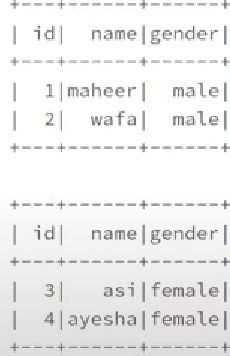 +---+------+------+
| id|  name|gender|
+---+------+------+
|  1|maheer|  male|
|  2|  wafa|  male|
+---+------+------+
+---+------+------+
| id|  name|gender|
+---+------+------+
|  3|   asi|female|
|  4|ayesha|female|
+---+------+------+